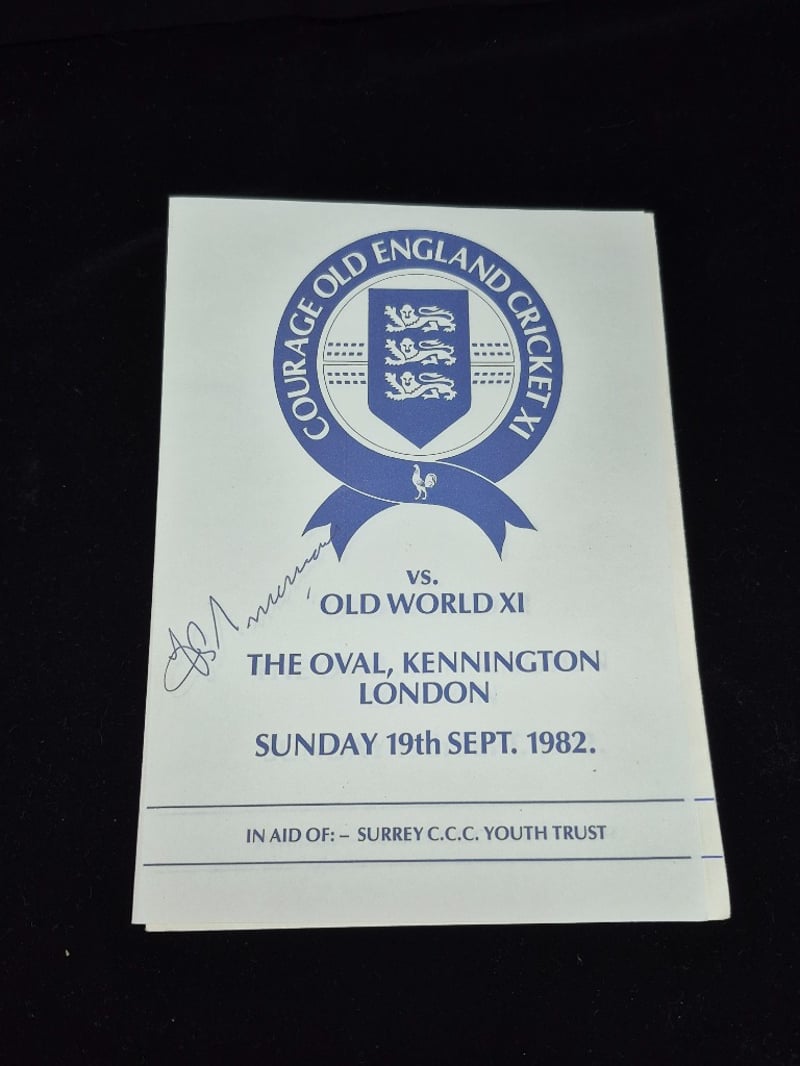 COURAGE OLD ENGLAND CRICKET XI
vs.
OLD WORLD XI
THE OVAL, KENNINGTON
LONDON
SUNDAY 19th SEPT. 1982.
IN AID OF: – SURREY C.C.C. YOUTH TRUST